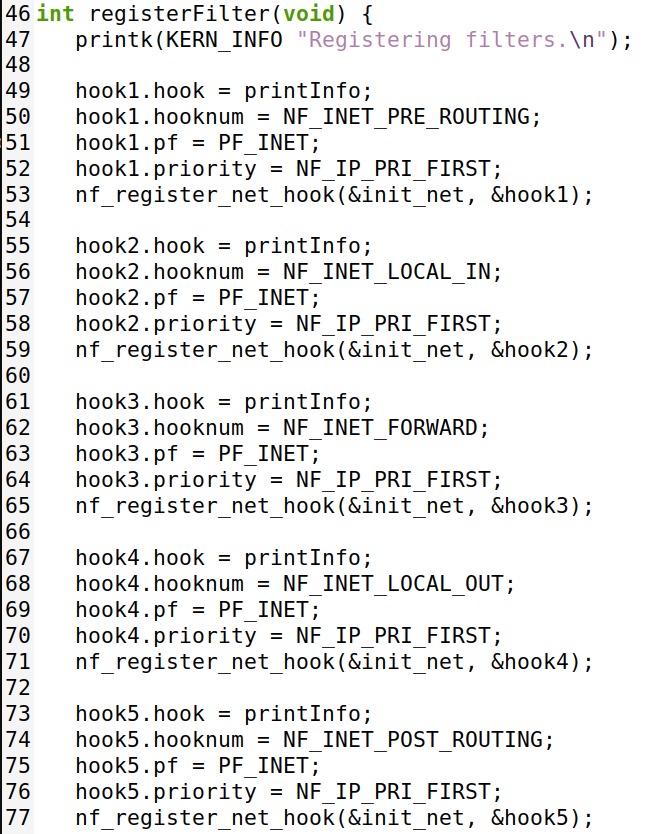 46 int registerFilter(void) {
47    printk(KERN_INFO "Registering filters.\n");
48
49    hook1.hook = printInfo;
50    hook1.hooknum = NF_INET_PRE_ROUTING;
51    hook1.pf = PF_INET;
52    hook1.priority = NF_IP_PRI_FIRST;
53    nf_register_net_hook(&init_net, &hook1);
54
55    hook2.hook = printInfo;
56    hook2.hooknum = NF_INET_LOCAL_IN;
57    hook2.pf = PF_INET;
58    hook2.priority = NF_IP_PRI_FIRST;
59    nf_register_net_hook(&init_net, &hook2);
60
61    hook3.hook = printInfo;
62    hook3.hooknum = NF_INET_FORWARD;
63    hook3.pf = PF_INET;
64    hook3.priority = NF_IP_PRI_FIRST;
65    nf_register_net_hook(&init_net, &hook3);
66
67    hook4.hook = printInfo;
68    hook4.hooknum = NF_INET_LOCAL_OUT;
69    hook4.pf = PF_INET;
70    hook4.priority = NF_IP_PRI_FIRST;
71    nf_register_net_hook(&init_net, &hook4);
72
73    hook5.hook = printInfo;
74    hook5.hooknum = NF_INET_POST_ROUTING;
75    hook5.pf = PF_INET;
76    hook5.priority = NF_IP_PRI_FIRST;
77    nf_register_net_hook(&init_net, &hook5);